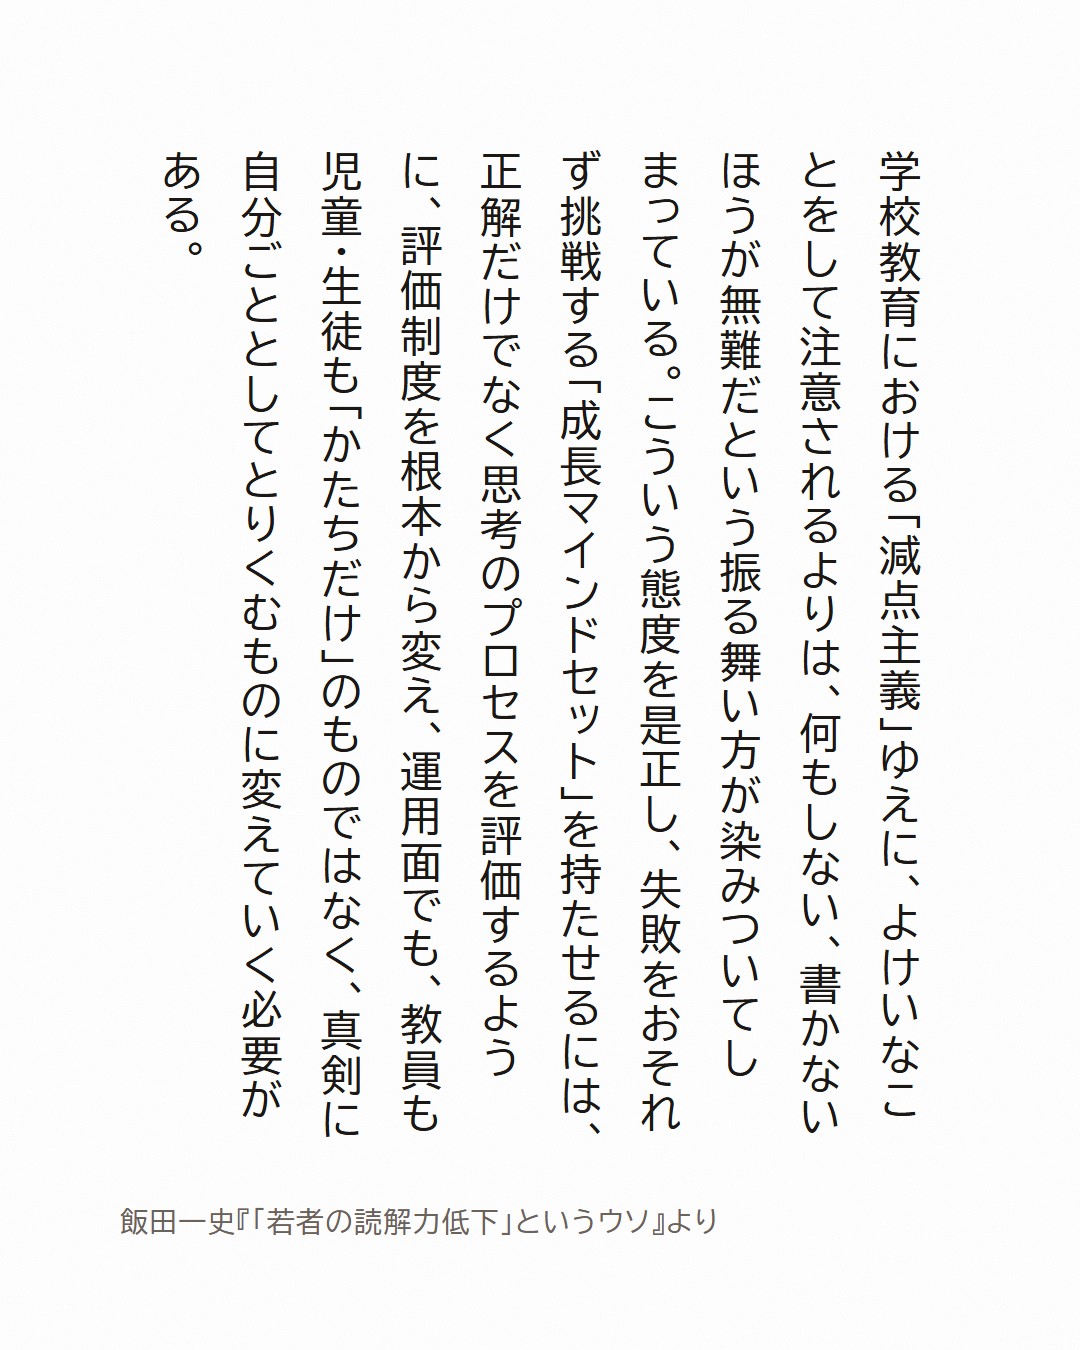 学校教育における「減点主義」ゆえに、よけいなこ
とをして注意されるよりは、何もしない、書かない
ほうが無難だという振る舞い方が染みついてし
まっている。こういう態度を是正し、失敗をおそれ
ず挑戦する「成長マインドセット」を持たせるには、
正解だけでなく思考のプロセスを評価するよう
に、評価制度を根本から変え、運用面でも、教員も
児童・生徒も「かたちだけ」のものではなく、真剣に
自分ごととしてとりくむものに変えていく必要が
ある。
飯田一史『「若者の読解力低下」というウソ』より